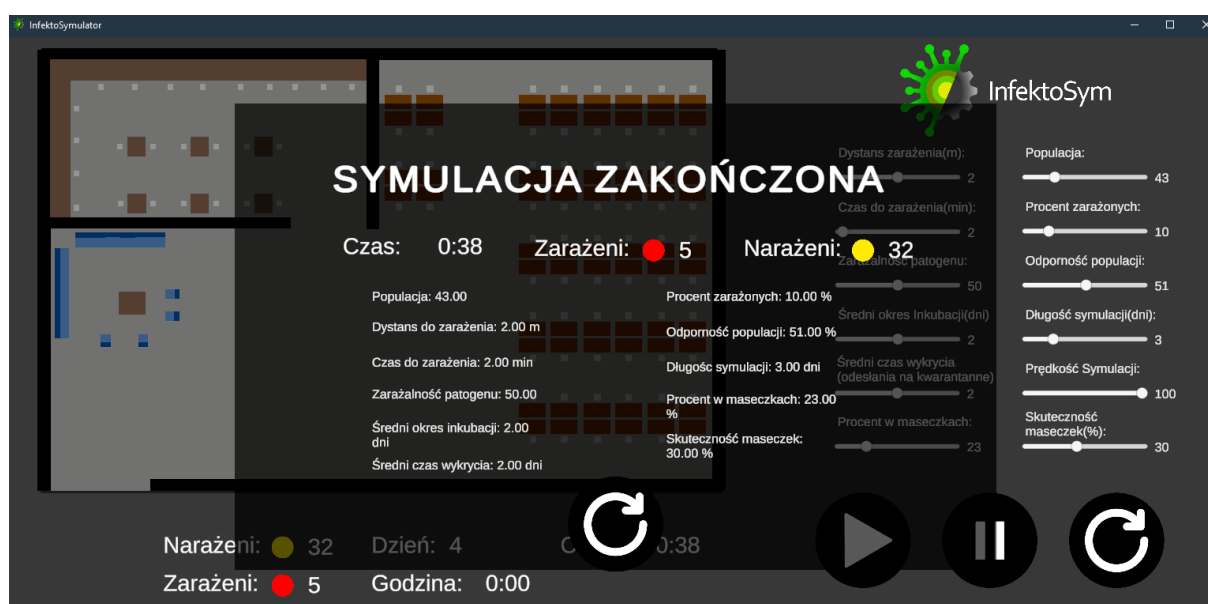 InfektoSymulator
InfektoSym
SYMULACJA ZAKOŃCZONA
Czas: 0:38 Zarażeni: 5 Narażeni: 32
Populacja: 43.00
Dystans do zarażenia: 2.00 m
Czas do zarażenia: 2.00 min
Zarażalność patogenu: 50.00
Średni okres inkubacji: 2.00
dni
Średni czas wykrycia: 2.00 dni
Procent zarażonych: 10.00 %
Odporność populacji: 51.00 %
Długośc symulacji: 3.00 dni
Procent w maseczkach: 23.00
%
Skuteczność maseczek:
30.00 %
Dystans zarażenia(m):
2
Czas do zarażenia(min):
2
Zarażalność patogenu:
50
Średni okres Inkubacji(dni)
2
Średni czas wykrycia
(odesłania na kwarantanne)
2
Procent w maseczkach:
23
Populacja:
43
Procent zarażonych:
10
Odporność populacji:
51
Długość symulacji(dni):
3
Prędkość Symulacji:
100
Skuteczność
maseczek(%):
30
Narażeni: 32 Dzień: 4 0:38
Zarażeni: 5 Godzina: 0:00